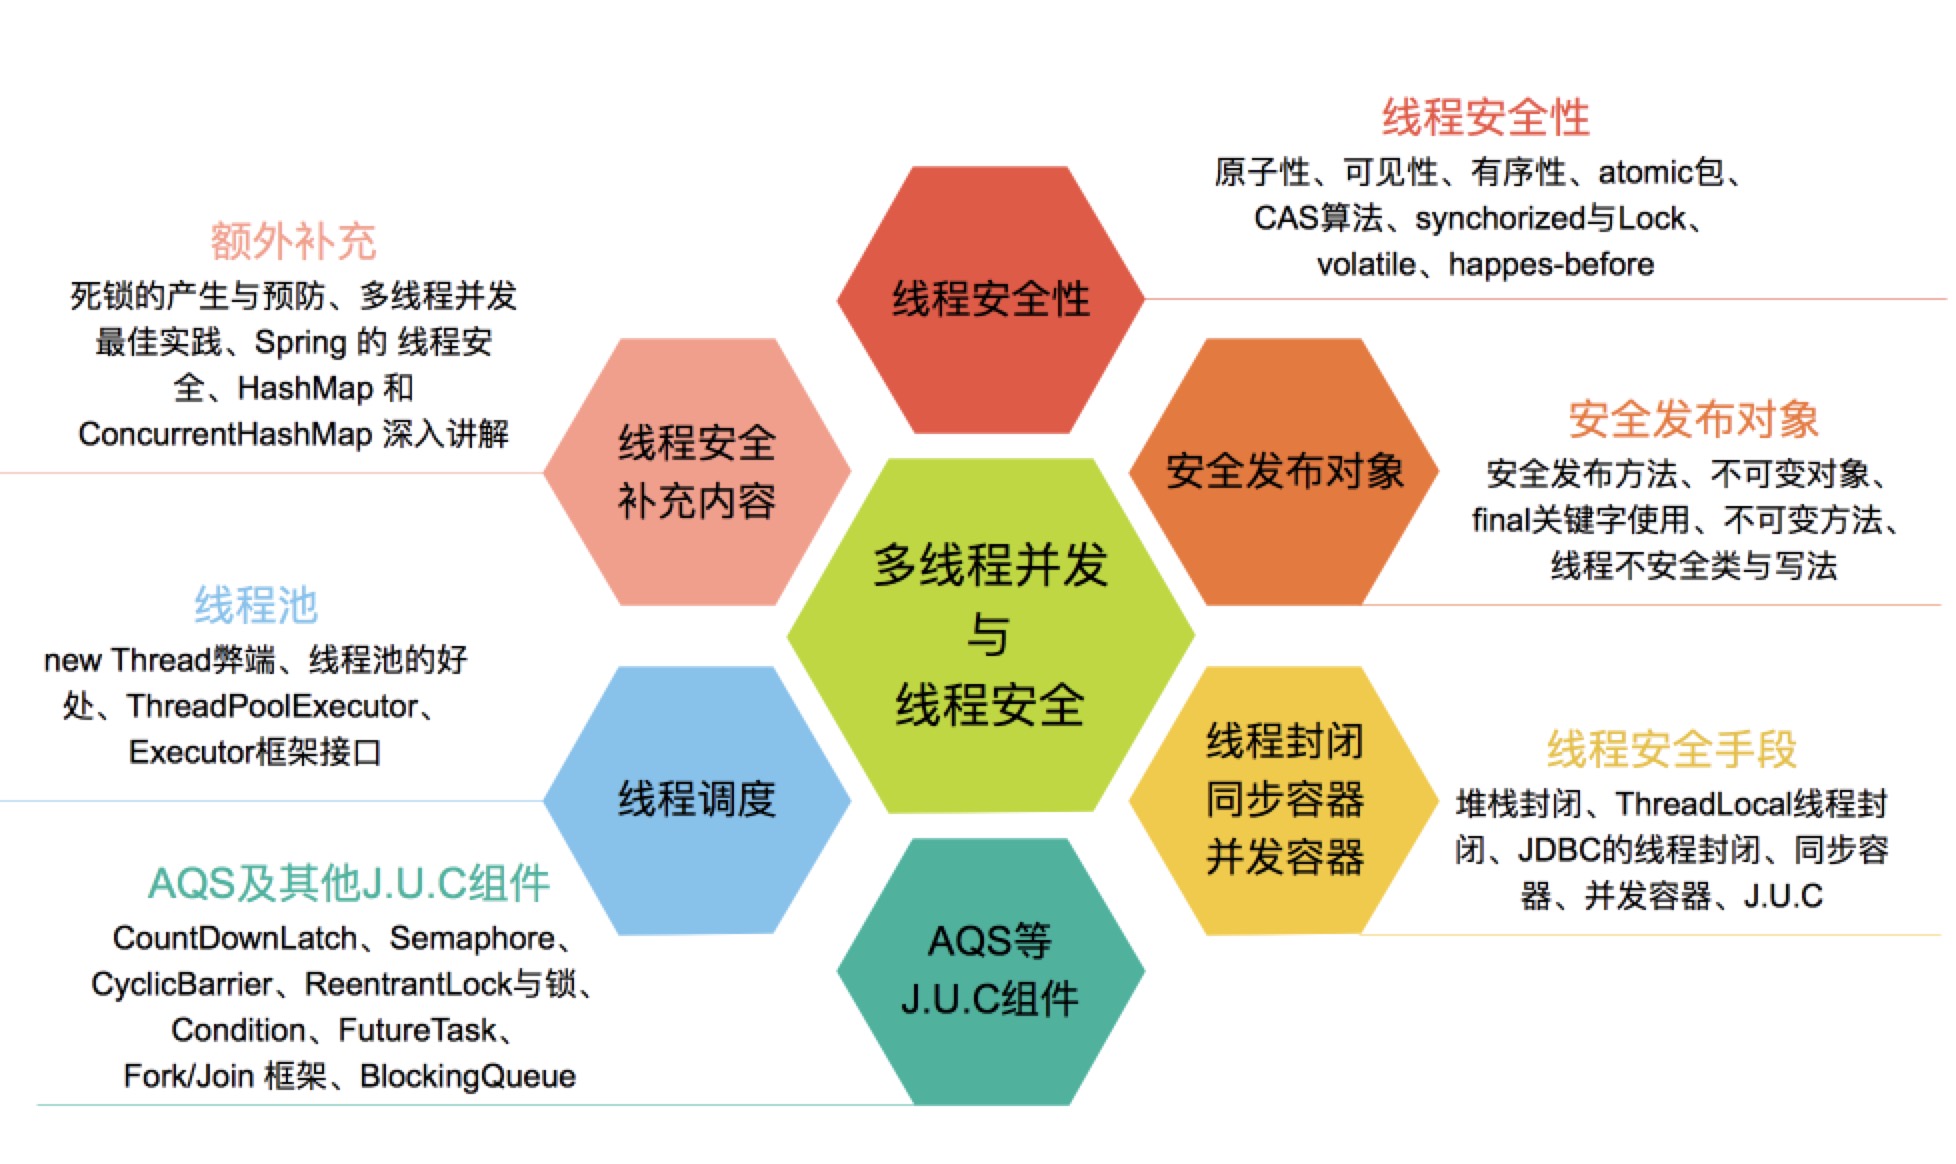 线程安全性
原子性、可见性、有序性、atomic包、
CAS算法、synchorized与Lock、
volatile、happes-before
额外补充
死锁的产生与预防、多线程并发
最佳实践、Spring 的 线程安
全、HashMap 和
ConcurrentHashMap 深入讲解
线程安全性
线程安全
补充内容
安全发布对象
安全发布对象
安全发布方法、不可变对象、
final关键字使用、不可变方法、
线程不安全类与写法
多线程并发
与
线程安全
线程池
new Thread弊端、线程池的好
处、ThreadPoolExecutor、
Executor框架接口
线程调度
线程封闭
同步容器
并发容器
线程安全手段
堆栈封闭、ThreadLocal线程封
闭、JDBC的线程封闭、同步容
器、并发容器、J.U.C
AQS及其他J.U.C组件
CountDownLatch、Semaphore、
CyclicBarrier、ReentrantLock与锁、
Condition、FutureTask、
Fork/Join 框架、BlockingQueue
AQS等
J.U.C组件